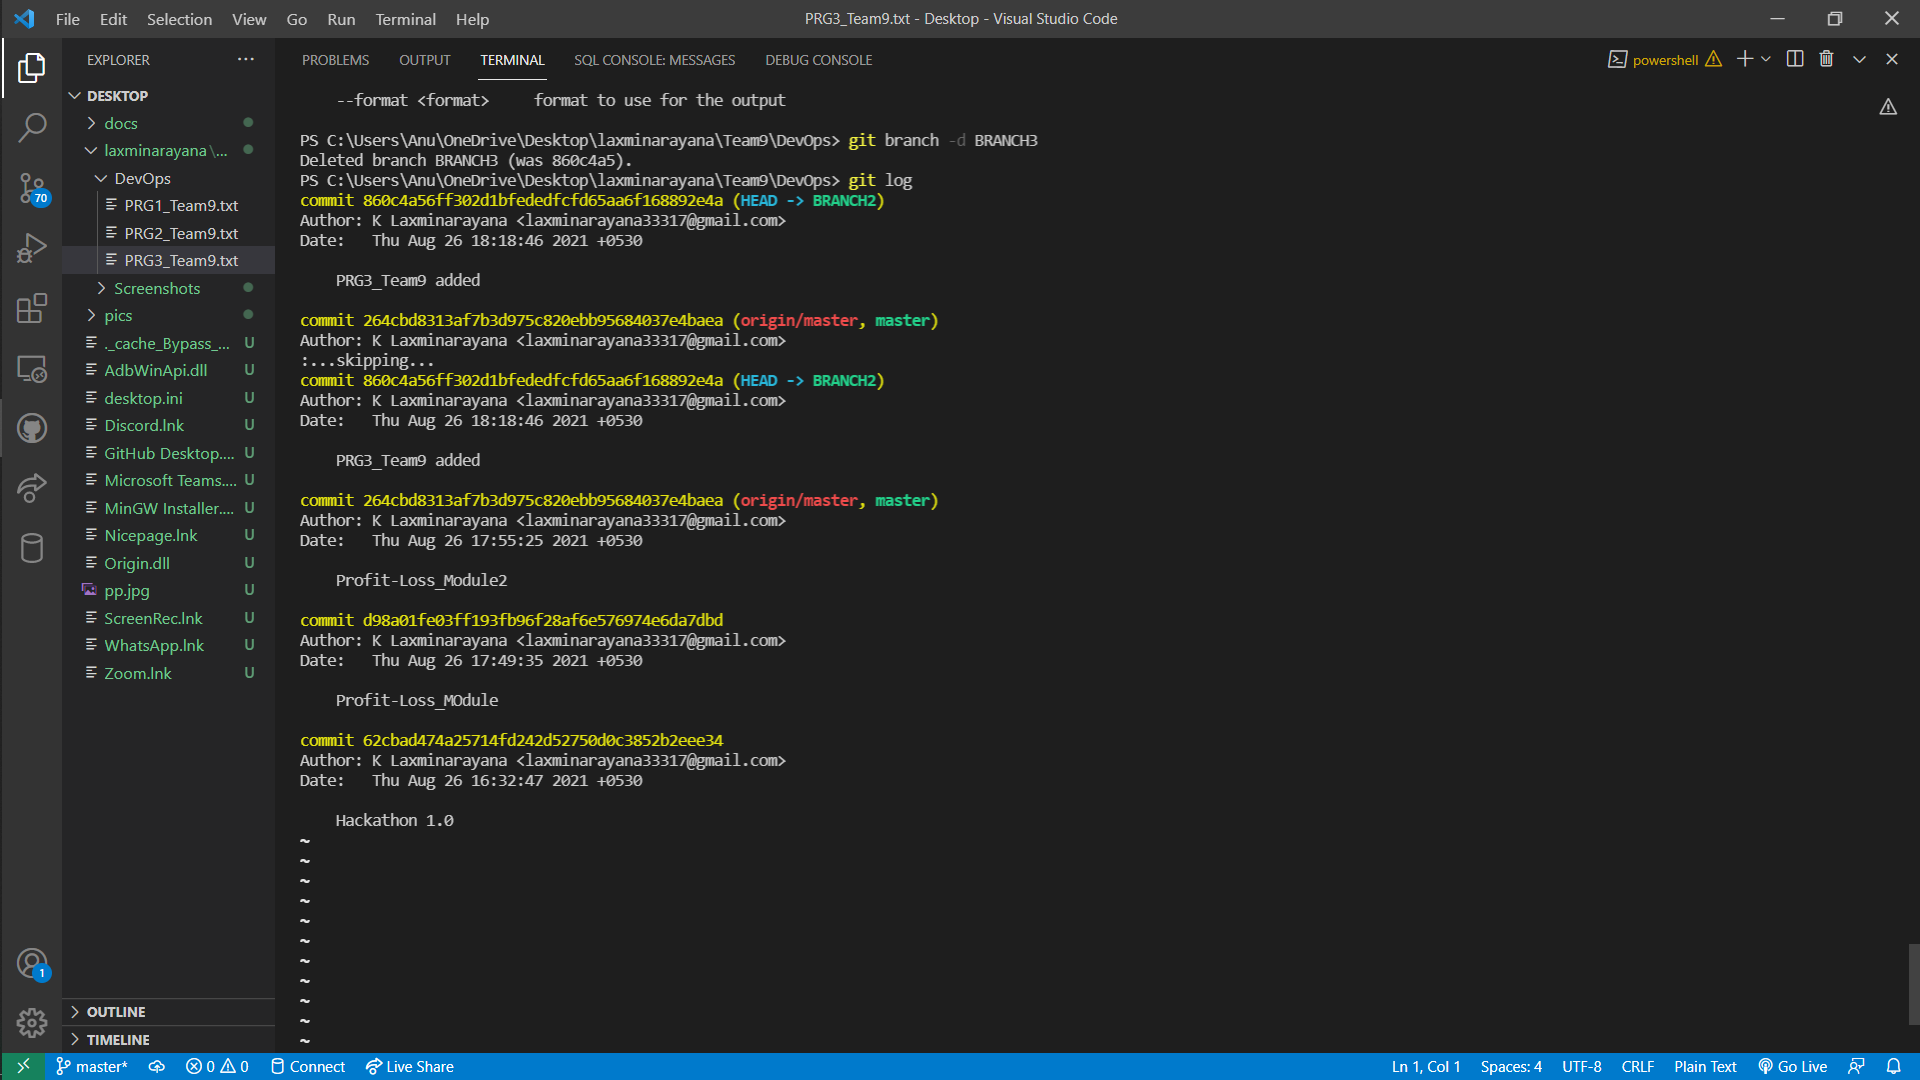 File Edit Selection View Go Run Terminal Help
PRG3_Team9.txt - Desktop - Visual Studio Code
EXPLORER
DESKTOP
docs
laxminarayana\...
DevOps
PRG1_Team9.txt
PRG2_Team9.txt
PRG3_Team9.txt
Screenshots
pics
._cache_Bypass_... U
AdbWinApi.dll U
desktop.ini U
Discord.lnk U
GitHub Desktop.... U
Microsoft Teams.... U
MinGW Installer.... U
Nicepage.lnk U
Origin.dll U
pp.jpg U
ScreenRec.lnk U
WhatsApp.lnk U
Zoom.lnk U
OUTLINE
TIMELINE
70
1
PROBLEMS OUTPUT TERMINAL SQL CONSOLE: MESSAGES DEBUG CONSOLE
powershell
--format <format>     format to use for the output
PS C:\Users\Anu\OneDrive\Desktop\laxminarayana\Team9\DevOps> git branch -d BRANCH3
Deleted branch BRANCH3 (was 860c4a5).
PS C:\Users\Anu\OneDrive\Desktop\laxminarayana\Team9\DevOps> git log
commit 860c4a56ff302d1bfededfcfd65aa6f168892e4a (HEAD -> BRANCH2)
Author: K Laxminarayana <laxminarayana33317@gmail.com>
Date:   Thu Aug 26 18:18:46 2021 +0530
PRG3_Team9 added
commit 264cbd8313af7b3d975c820ebb95684037e4baea (origin/master, master)
Author: K Laxminarayana <laxminarayana33317@gmail.com>
:...skipping...
commit 860c4a56ff302d1bfededfcfd65aa6f168892e4a (HEAD -> BRANCH2)
Author: K Laxminarayana <laxminarayana33317@gmail.com>
Date:   Thu Aug 26 18:18:46 2021 +0530
PRG3_Team9 added
commit 264cbd8313af7b3d975c820ebb95684037e4baea (origin/master, master)
Author: K Laxminarayana <laxminarayana33317@gmail.com>
Date:   Thu Aug 26 17:55:25 2021 +0530
Profit-Loss_Module2
commit d98a01fe03ff193fb96f28af6e576974e6da7dbd
Author: K Laxminarayana <laxminarayana33317@gmail.com>
Date:   Thu Aug 26 17:49:35 2021 +0530
Profit-Loss_MOdule
commit 62cbad474a25714fd242d52750d0c3852b2eee34
Author: K Laxminarayana <laxminarayana33317@gmail.com>
Date:   Thu Aug 26 16:32:47 2021 +0530
Hackathon 1.0
~
~
~
~
~
~
~
~
~
~
~
master* 0 0 Connect Live Share
Ln 1, Col 1 Spaces: 4 UTF-8 CRLF Plain Text Go Live